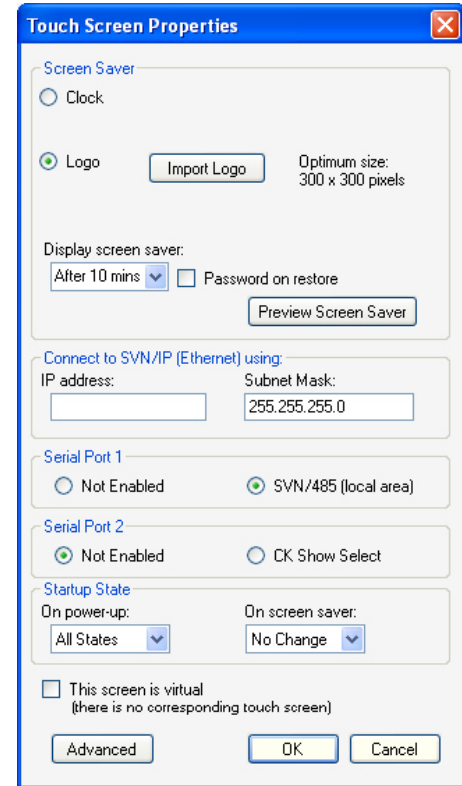 Touch Screen Properties
Screen Saver
Clock
Logo
Import Logo
Optimum size:
300 x 300 pixels
Display screen saver:
After 10 mins
Password on restore
Preview Screen Saver
Connect to SVN/IP (Ethernet) using:
IP address:
Subnet Mask:
255.255.255.0
Serial Port 1
Not Enabled
SVN/485 (local area)
Serial Port 2
Not Enabled
CK Show Select
Startup State
On power-up:
On screen saver:
All States
No Change
This screen is virtual
(there is no corresponding touch screen)
Advanced
OK
Cancel